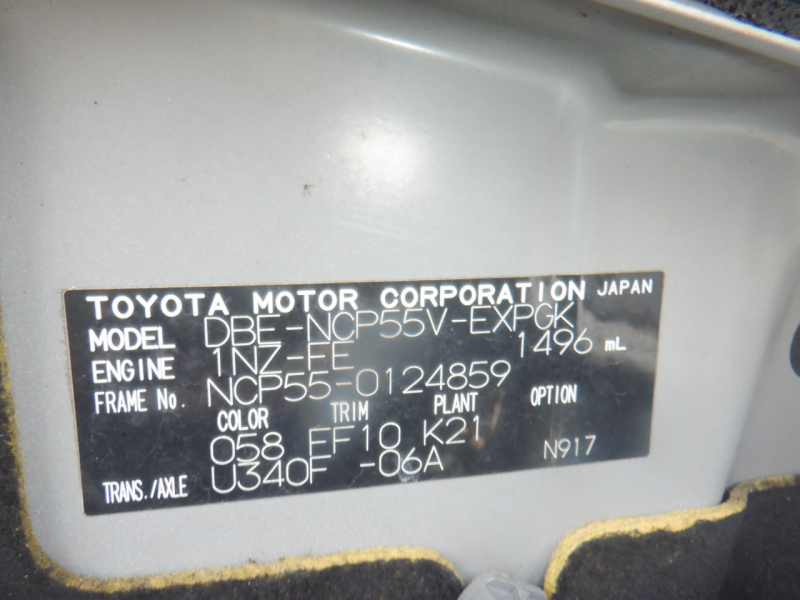 TOYOTA MOTOR CORPORATION JAPAN
MODEL DBE-NCP55V-EXPGK
ENGINE 1NZ-FE 1496 mL
FRAME No. NCP55-0124859
COLOR TRIM PLANT OPTION
058 FF10 K21
TRANS./AXLE U340F -06A N917